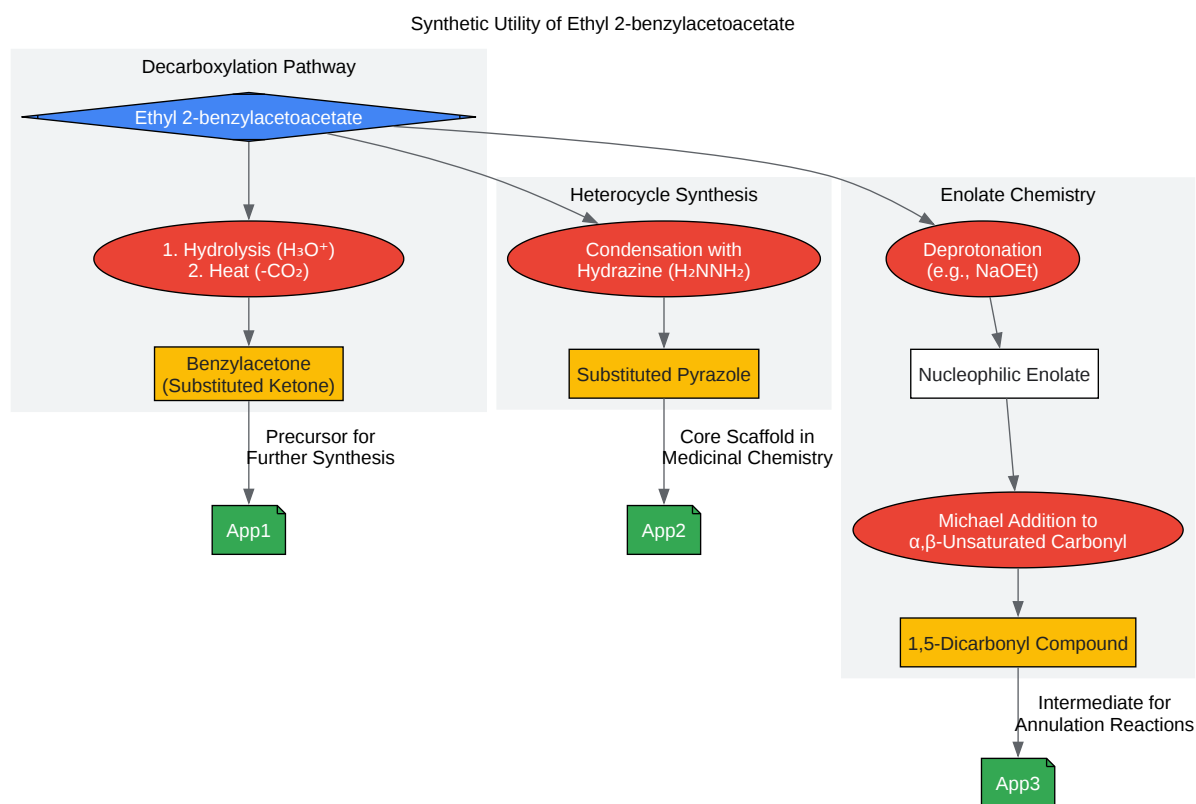 Synthetic Utility of Ethyl 2-benzylacetoacetate
Decarboxylation Pathway
Ethyl 2-benzylacetoacetate
1. Hydrolysis (H₃O⁺)
2. Heat (-CO₂)
Benzylacetone
(Substituted Ketone)
Precursor for
Further Synthesis
App1
Heterocycle Synthesis
Condensation with
Hydrazine (H₂NNH₂)
Substituted Pyrazole
Core Scaffold in
Medicinal Chemistry
App2
Enolate Chemistry
Deprotonation
(e.g., NaOEt)
Nucleophilic Enolate
Michael Addition to
α,β-Unsaturated Carbonyl
1,5-Dicarbonyl Compound
Intermediate for
Annulation Reactions
App3